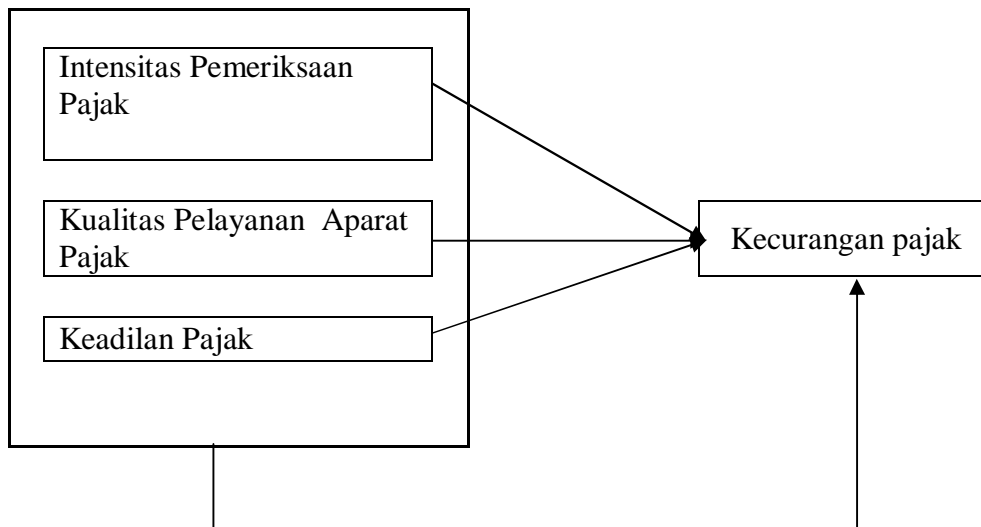 Intensitas Pemeriksaan
Pajak
Kualitas Pelayanan Aparat
Pajak
Kecurangan pajak
Keadilan Pajak